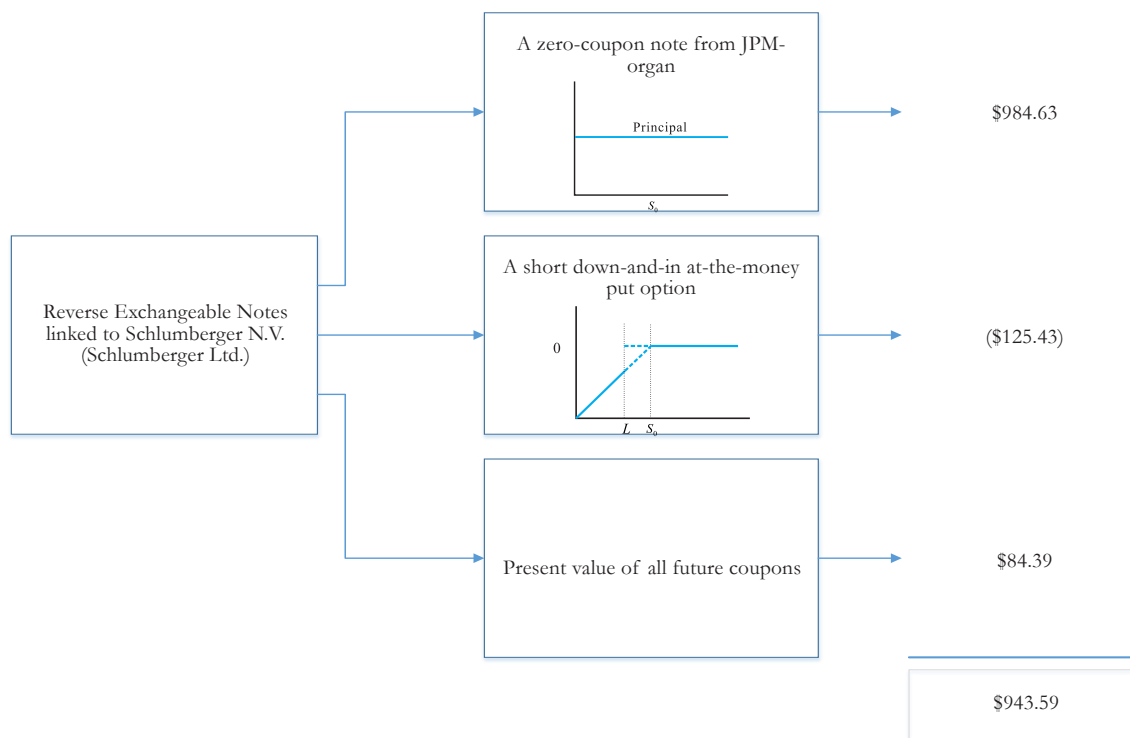 A zero-coupon note from JPM-
organ
Principal
S₀
$984.63
Reverse Exchangeable Notes
linked to Schlumberger N.V.
(Schlumberger Ltd.)
A short down-and-in at-the-money
put option
0
L S₀
($125.43)
Present value of all future coupons
$84.39
$943.59